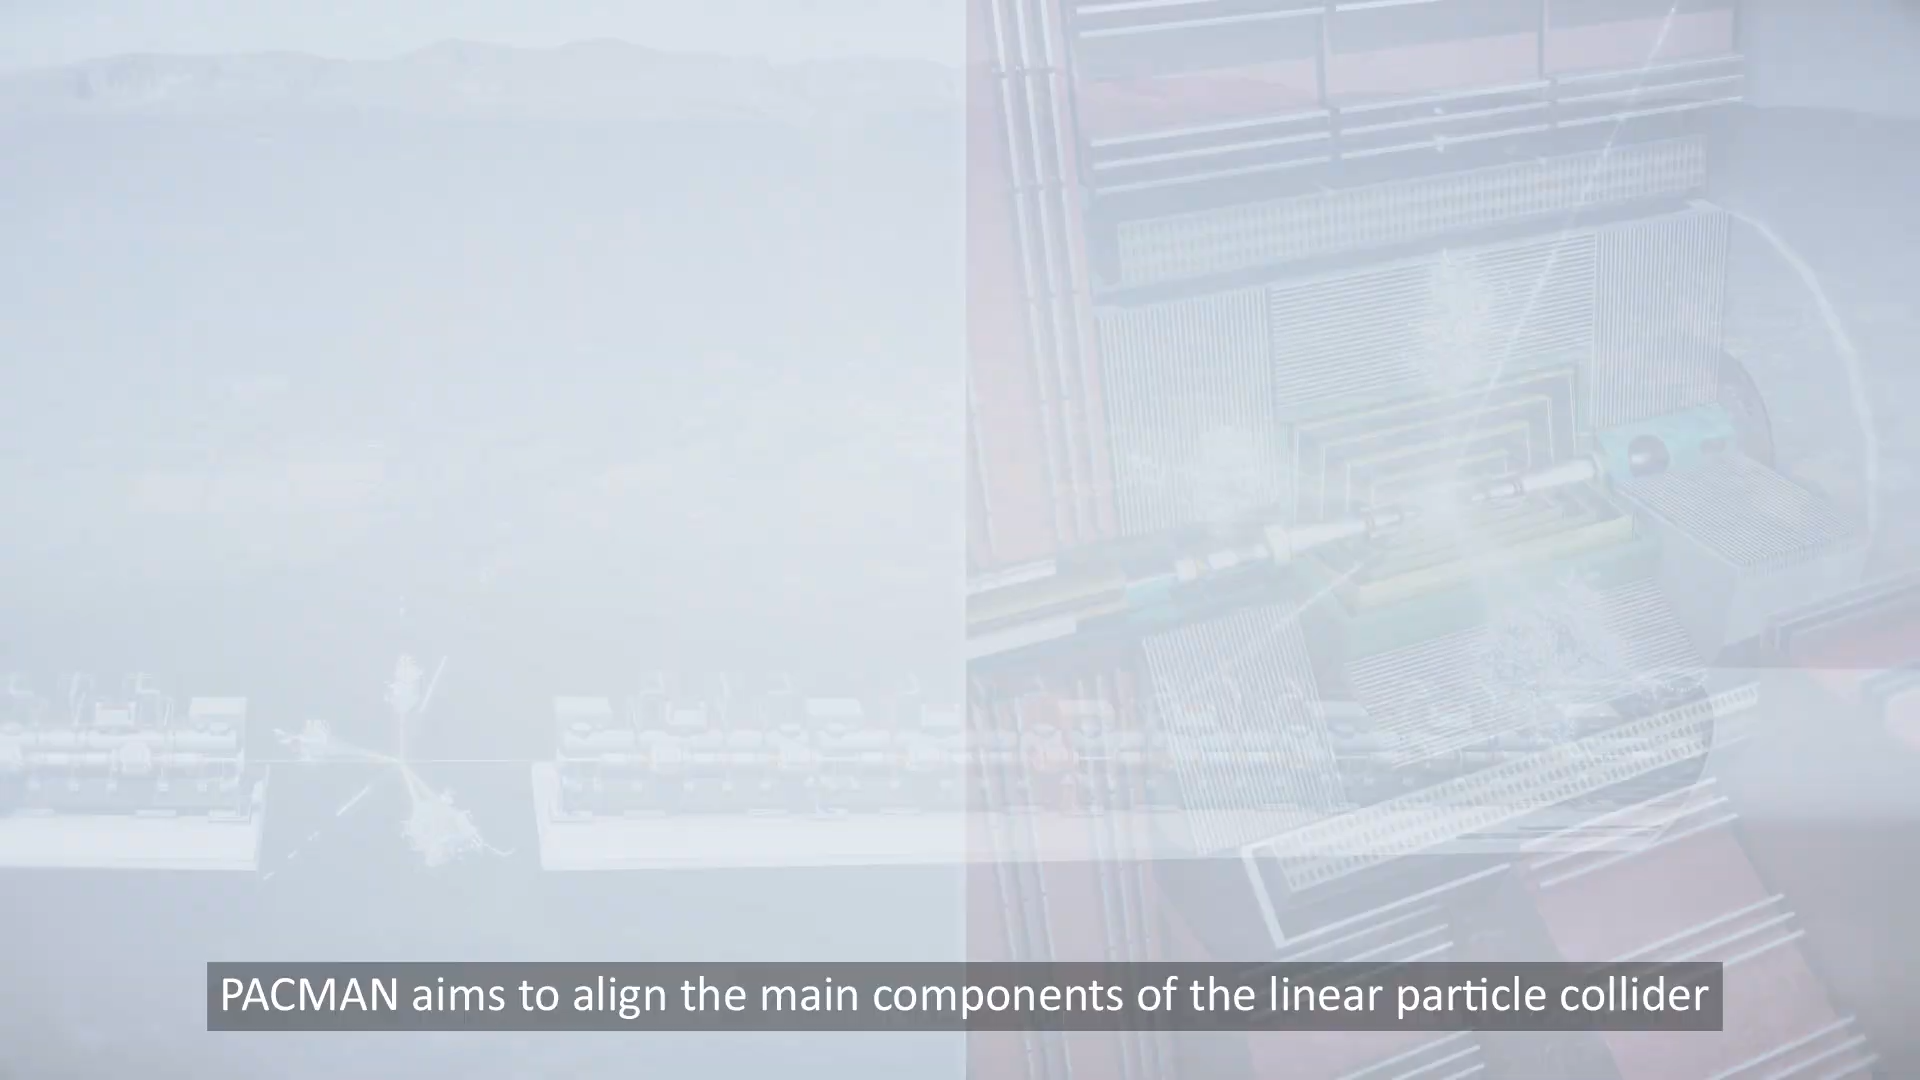 PACMAN aims to align the main components of the linear particle collider